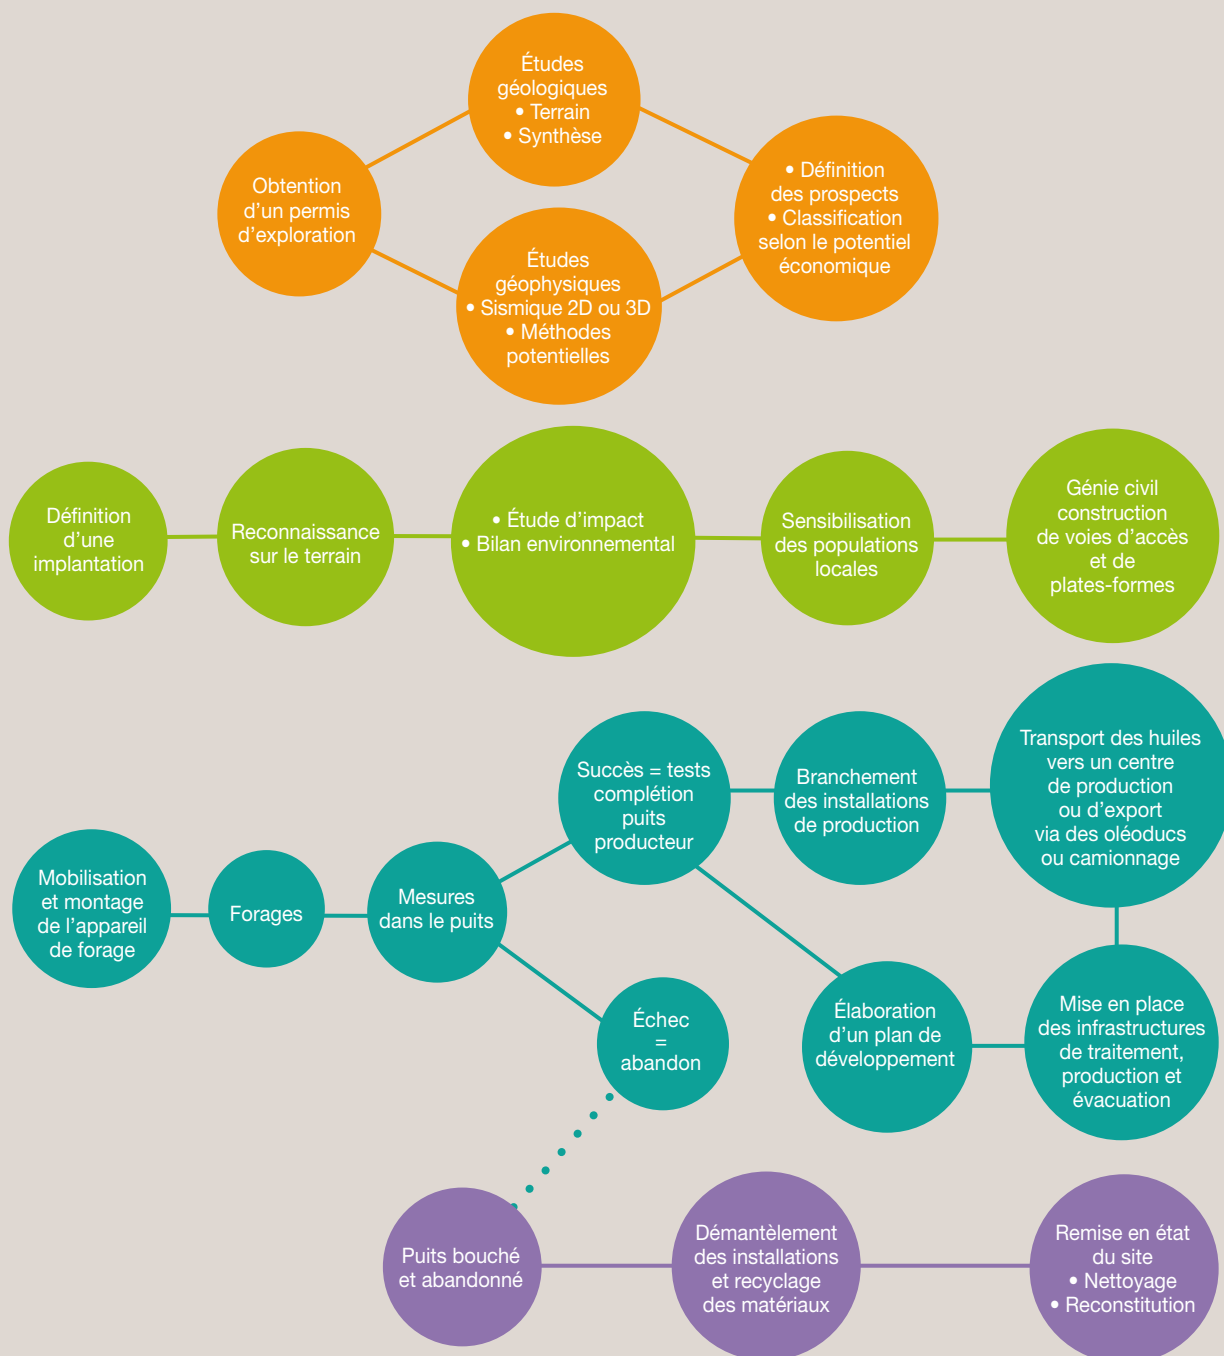 Études
géologiques
• Terrain
• Synthèse
Obtention
d’un permis
d’exploration
• Définition
des prospects
• Classification
selon le potentiel
économique
Études
géophysiques
• Sismique 2D ou 3D
• Méthodes
potentielles
Définition
d’une
implantation
Reconnaissance
sur le terrain
• Étude d’impact
• Bilan environnemental
Sensibilisation
des populations
locales
Génie civil
construction
de voies d’accès
et de
plates-formes
Mobilisation
et montage
de l’appareil
de forage
Forages
Mesures
dans le puits
Succès = tests
complétion
puits
producteur
Branchement
des installations
de production
Transport des huiles
vers un centre
de production
ou d’export
via des oléoducs
ou camionnage
Échec
=
abandon
Élaboration
d’un plan de
développement
Mise en place
des infrastructures
de traitement,
production et
évacuation
Puits bouché
et abandonné
Démantèlement
des installations
et recyclage
des matériaux
Remise en état
du site
• Nettoyage
• Reconstitution